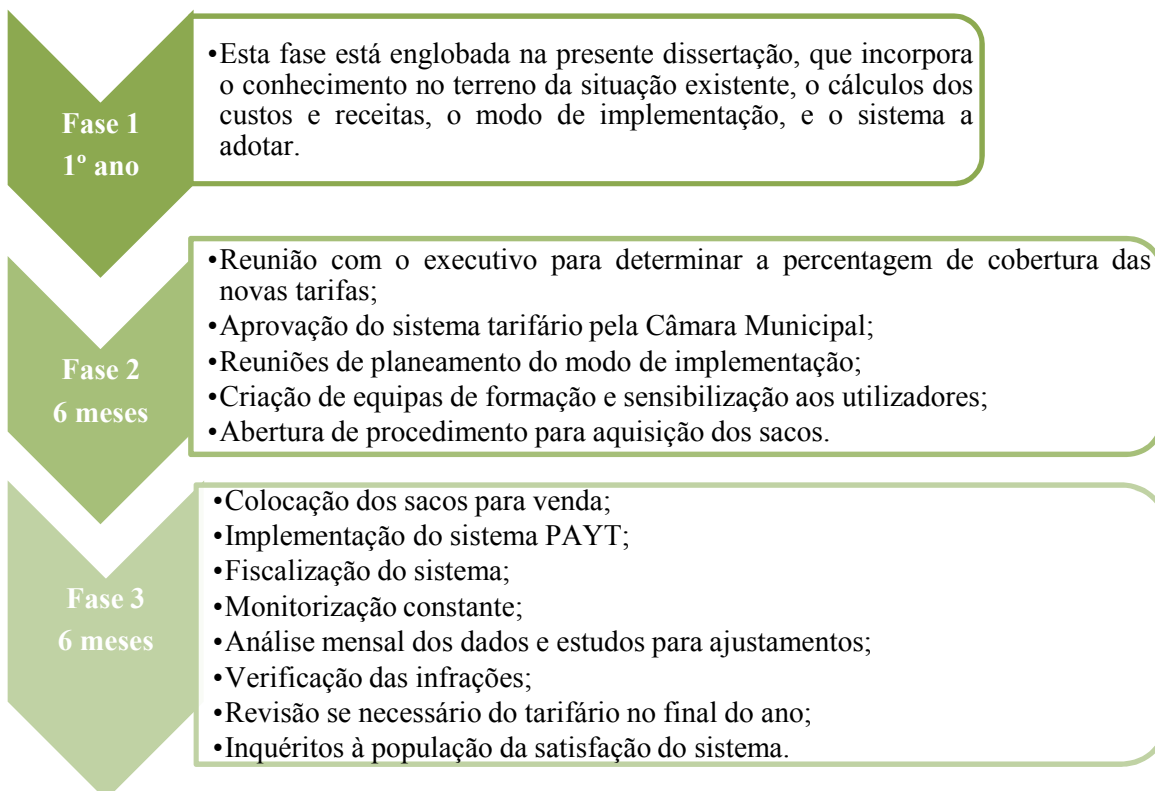 Fase 1
1º ano
•Esta fase está englobada na presente dissertação, que incorpora
o conhecimento no terreno da situação existente, o cálculos dos
custos e receitas, o modo de implementação, e o sistema a
adotar.
Fase 2
6 meses
•Reunião com o executivo para determinar a percentagem de cobertura das
novas tarifas;
•Aprovação do sistema tarifário pela Câmara Municipal;
•Reuniões de planeamento do modo de implementação;
•Criação de equipas de formação e sensibilização aos utilizadores;
•Abertura de procedimento para aquisição dos sacos.
Fase 3
6 meses
•Colocação dos sacos para venda;
•Implementação do sistema PAYT;
•Fiscalização do sistema;
•Monitorização constante;
•Análise mensal dos dados e estudos para ajustamentos;
•Verificação das infrações;
•Revisão se necessário do tarifário no final do ano;
•Inquéritos à população da satisfação do sistema.